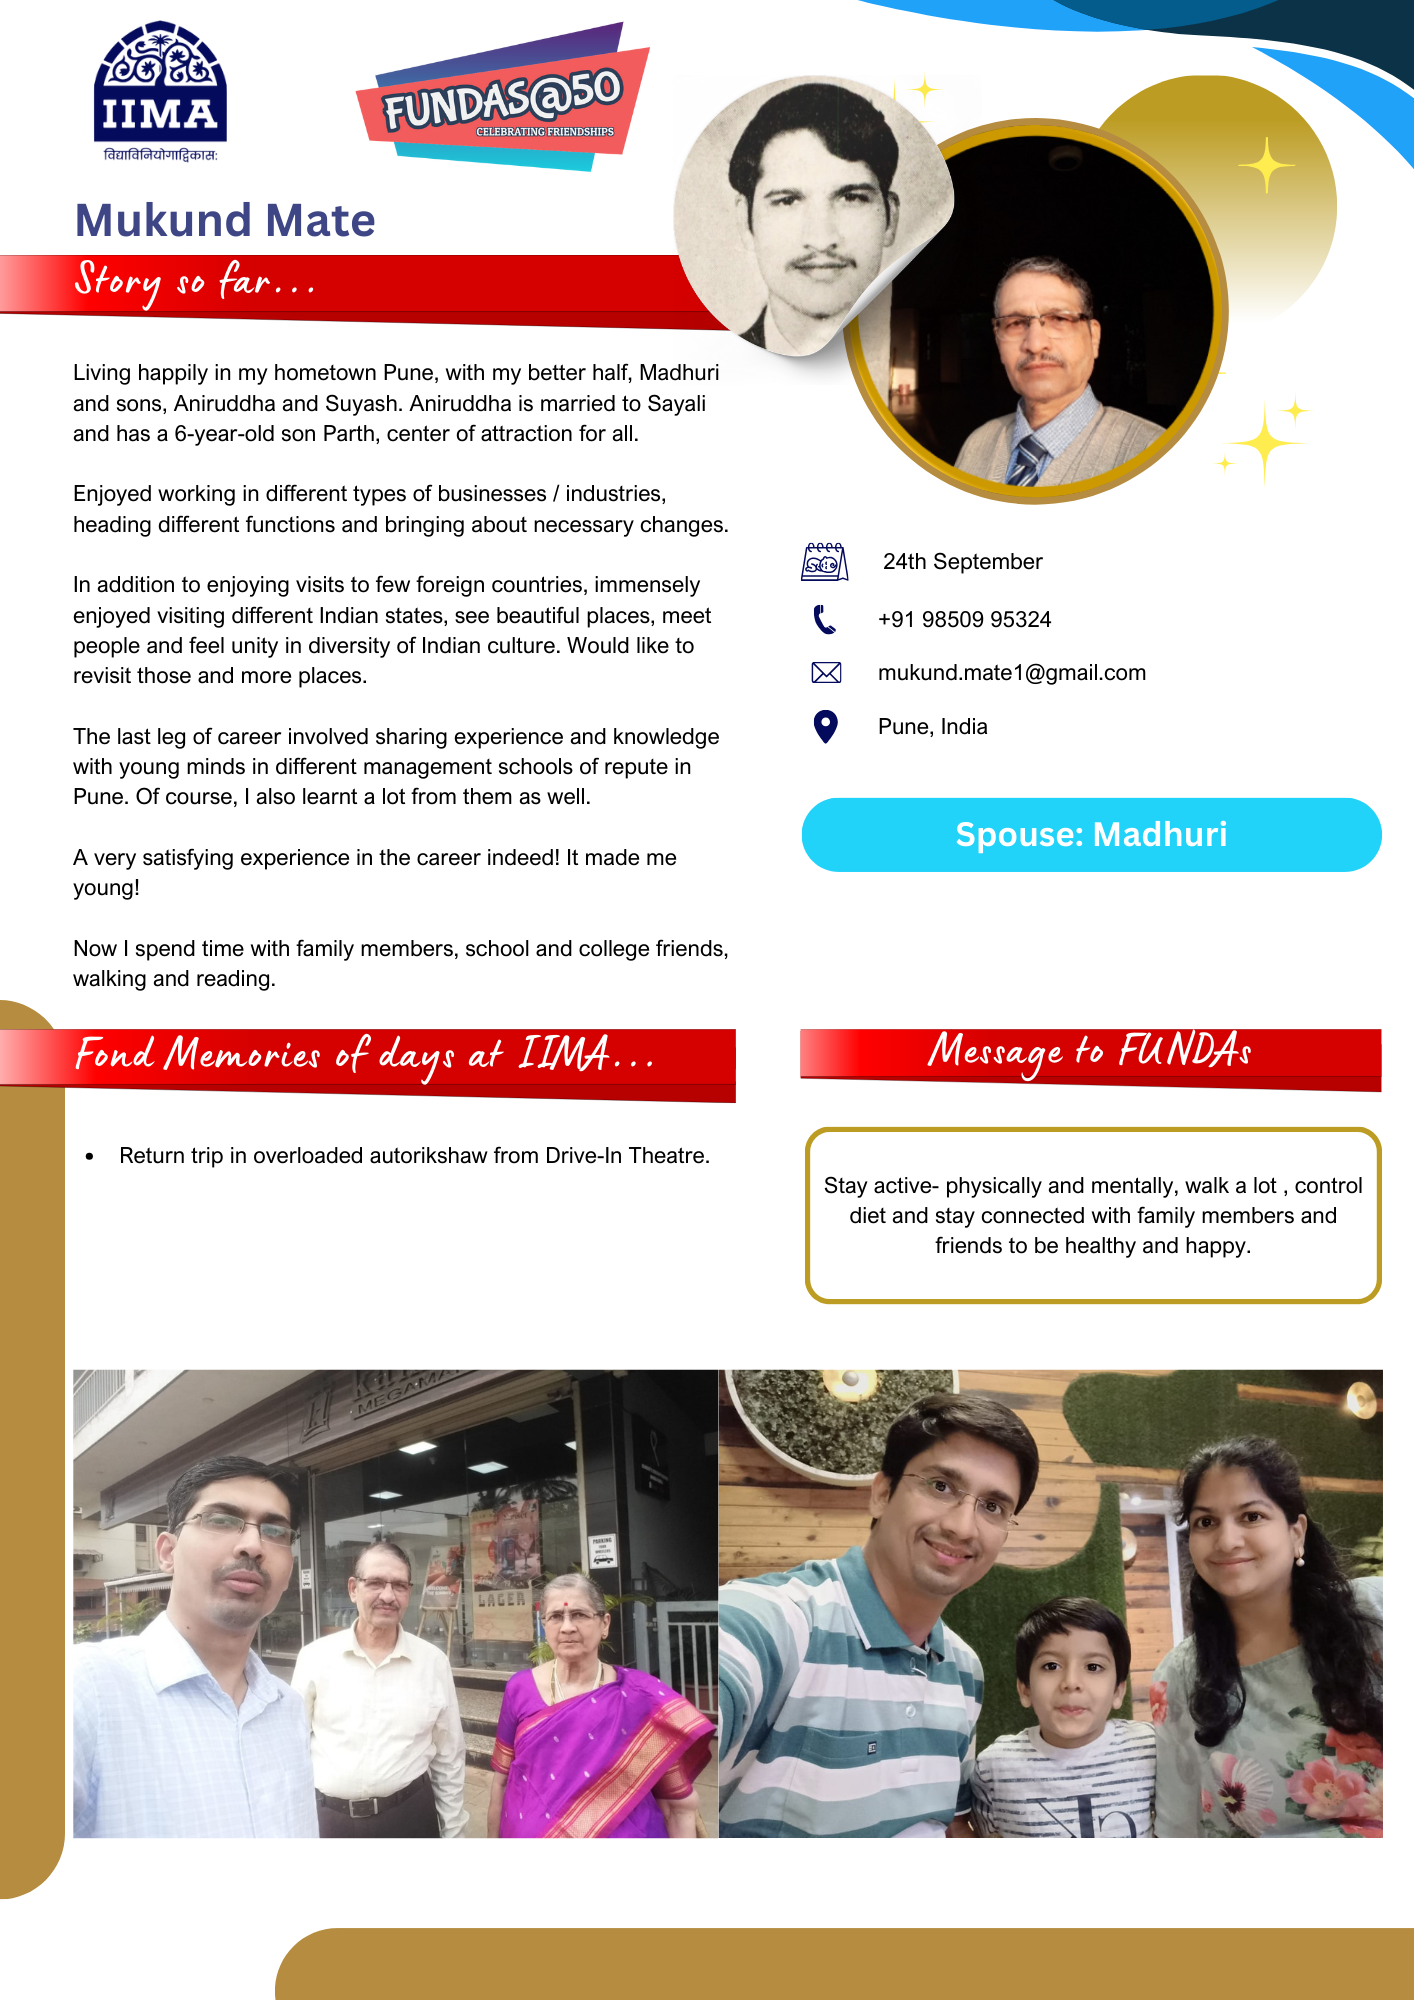 IIMA
विद्याविनियोगाद्विकास:
FUNDAS@50
CELEBRATING FRIENDSHIPS
Mukund Mate
Story so far...
Living happily in my hometown Pune, with my better half, Madhuri
and sons, Aniruddha and Suyash. Aniruddha is married to Sayali
and has a 6-year-old son Parth, center of attraction for all.
Enjoyed working in different types of businesses / industries,
heading different functions and bringing about necessary changes.
In addition to enjoying visits to few foreign countries, immensely
enjoyed visiting different Indian states, see beautiful places, meet
people and feel unity in diversity of Indian culture. Would like to
revisit those and more places.
The last leg of career involved sharing experience and knowledge
with young minds in different management schools of repute in
Pune. Of course, I also learnt a lot from them as well.
A very satisfying experience in the career indeed! It made me
young!
Now I spend time with family members, school and college friends,
walking and reading.
24th September
+91 98509 95324
mukund.mate1@gmail.com
Pune, India
Spouse: Madhuri
Fond Memories of days at IIMA...
• Return trip in overloaded autorikshaw from Drive-In Theatre.
Message to FUNDAs
Stay active- physically and mentally, walk a lot , control
diet and stay connected with family members and
friends to be healthy and happy.
MEGAMA
PARKING
LAGER